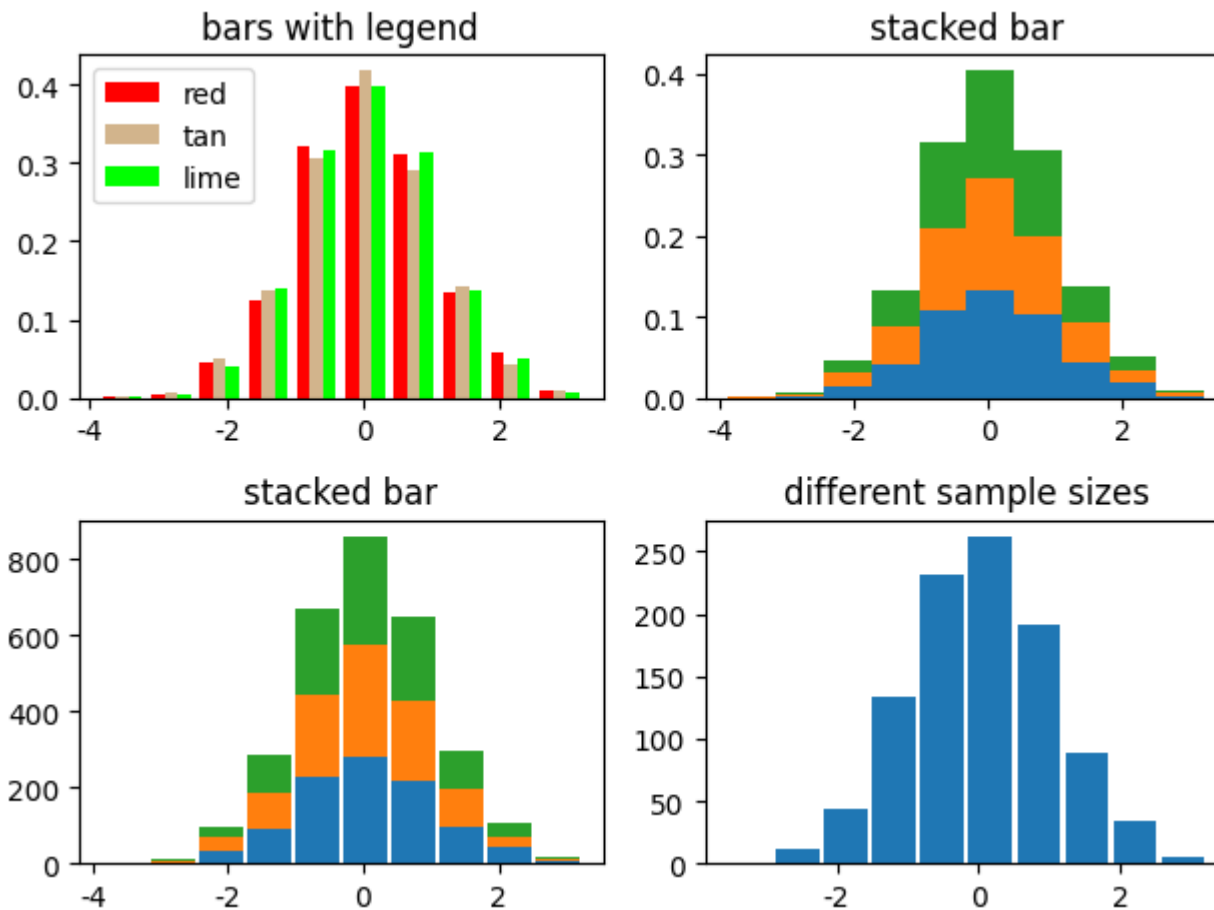 bars with legend
0.4
0.3
0.2
0.1
0.0
red
tan
lime
-4 -2 0 2
stacked bar
0.4
0.3
0.2
0.1
0.0
-4 -2 0 2
stacked bar
800
600
400
200
0
-4 -2 0 2
different sample sizes
250
200
150
100
50
0
-2 0 2